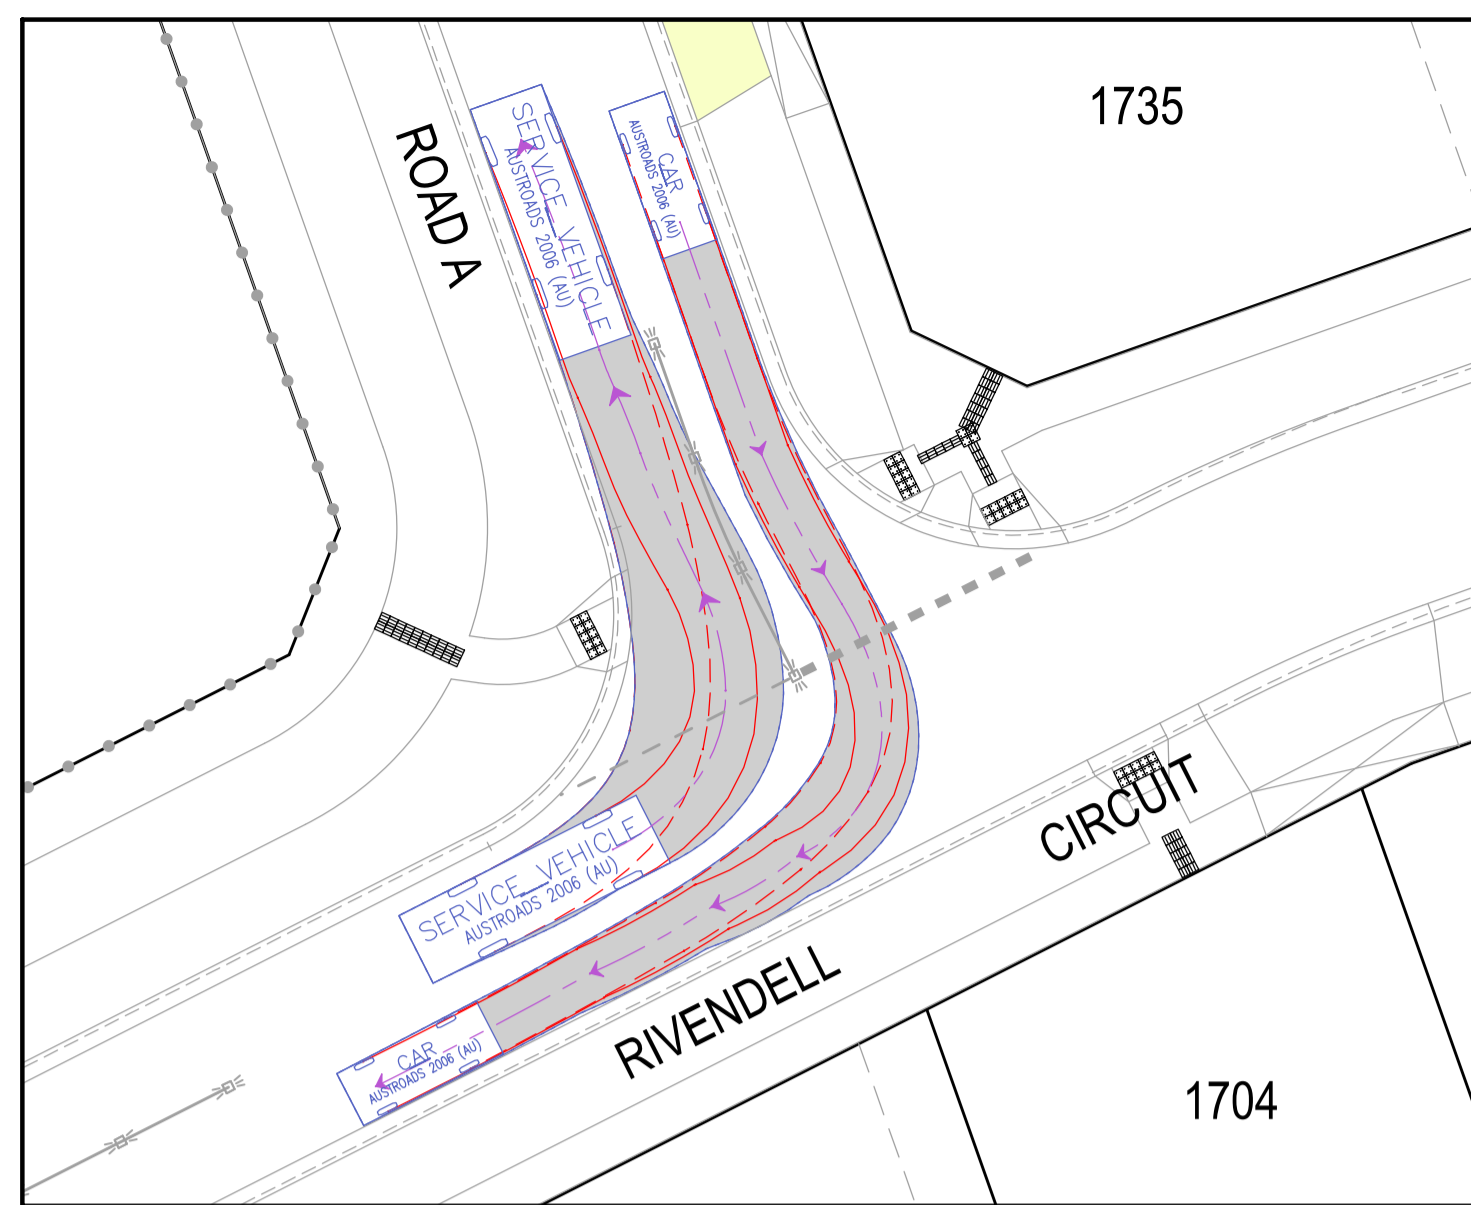 1735
ROAD A
SERVICE VEHICLE
AUSTROADS 2006 (AU)
CAR
AUSTROADS 2006 (AU)
SERVICE VEHICLE
AUSTROADS 2006 (AU)
CAR
AUSTROADS 2006 (AU)
RIVENDELL
CIRCUIT
1704